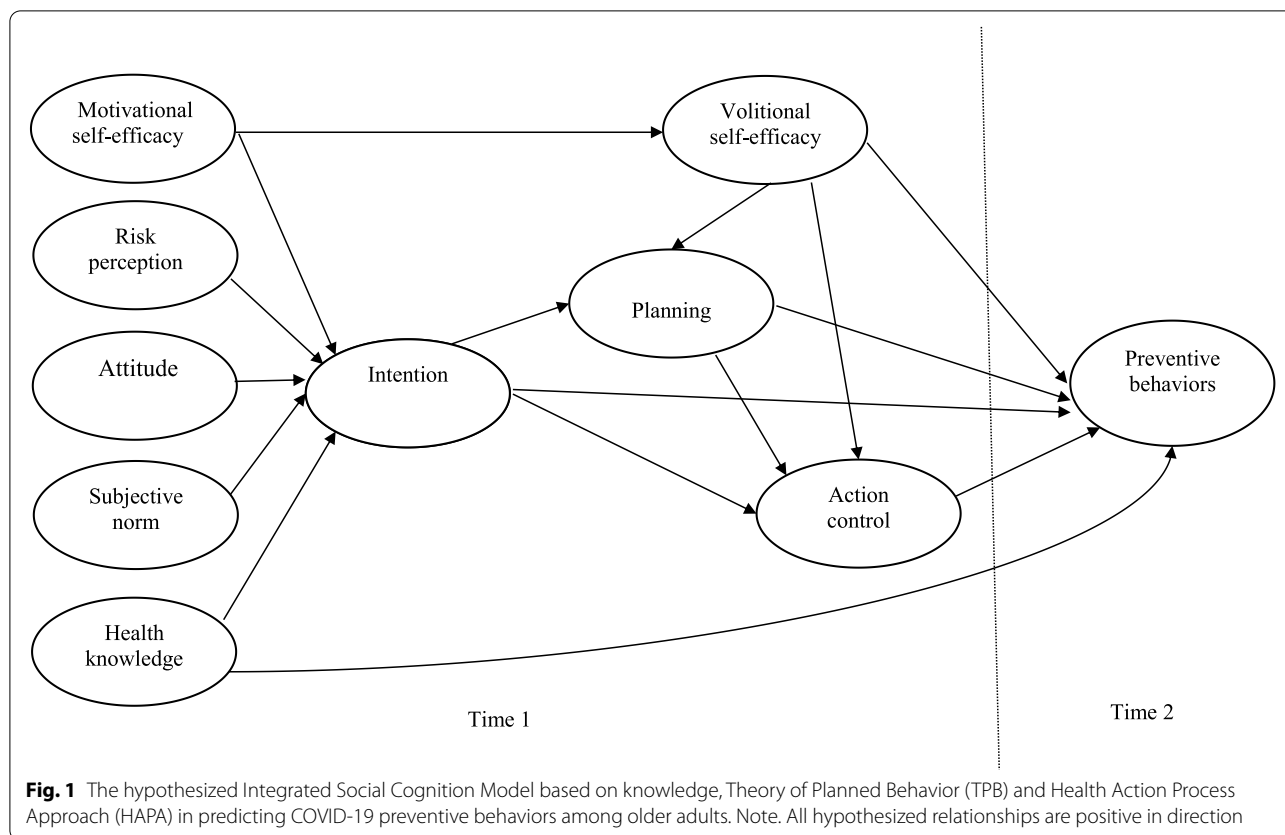 Motivational
self-efficacy
Volitional
self-efficacy
Risk
perception
Planning
Attitude
Intention
Preventive
behaviors
Subjective
norm
Action
control
Health
knowledge
Time 1
Time 2
Fig. 1 The hypothesized Integrated Social Cognition Model based on knowledge, Theory of Planned Behavior (TPB) and Health Action Process
Approach (HAPA) in predicting COVID-19 preventive behaviors among older adults. Note. All hypothesized relationships are positive in direction